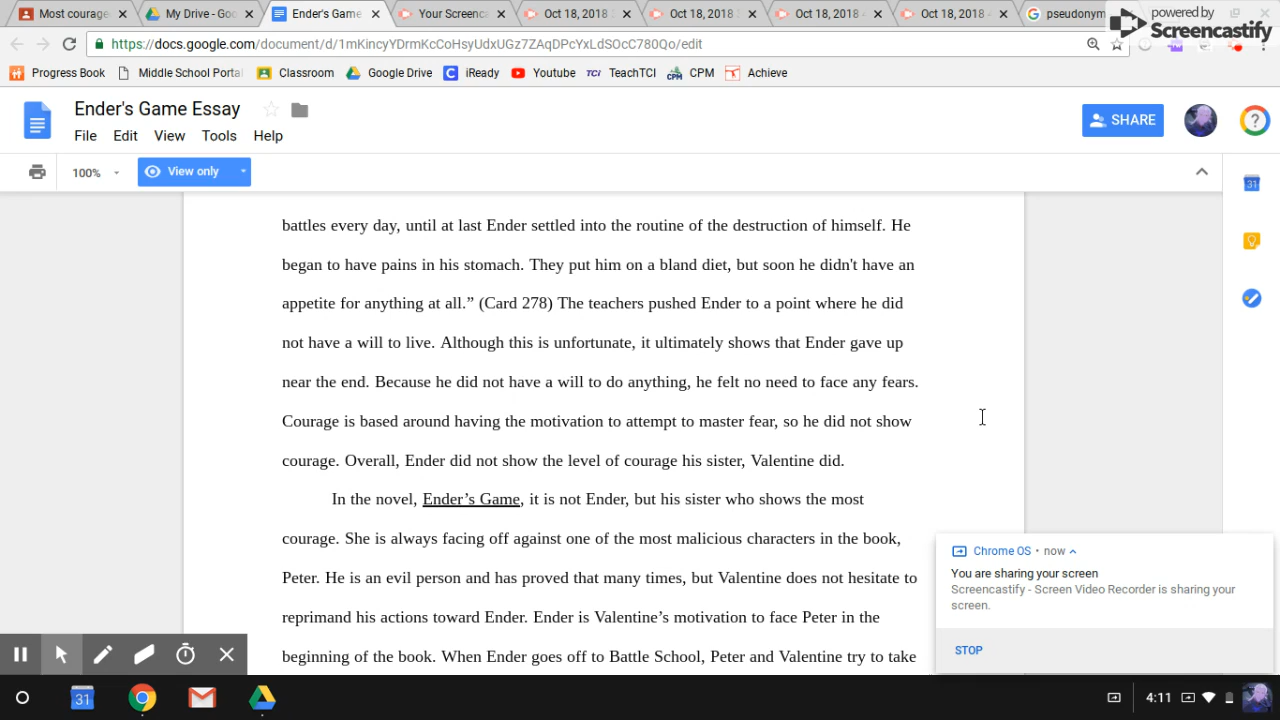 Most courage
My Drive - Goo
Ender's Game
Your Screenca
Oct 18, 2018
Oct 18, 2018
Oct 18, 2018
Oct 18, 2018
pseudonym
powered by
Screencastify
https://docs.google.com/document/d/1mKincyYDrnKcCoHsyUdxUGz7ZAqDPcYxLdSOcC780Qo/edit
Progress Book
Middle School Portal
Classroom
Google Drive
iReady
Youtube
TCi TeachTCI
CPM CPM
Achieve
Ender's Game Essay
SHARE
File Edit View Tools Help
100%
View only
31
battles every day, until at last Ender settled into the routine of the destruction of himself. He
began to have pains in his stomach. They put him on a bland diet, but soon he didn't have an
appetite for anything at all.” (Card 278) The teachers pushed Ender to a point where he did
not have a will to live. Although this is unfortunate, it ultimately shows that Ender gave up
near the end. Because he did not have a will to do anything, he felt no need to face any fears.
Courage is based around having the motivation to attempt to master fear, so he did not show
courage. Overall, Ender did not show the level of courage his sister, Valentine did.
In the novel, Ender’s Game, it is not Ender, but his sister who shows the most
courage. She is always facing off against one of the most malicious characters in the book,
Peter. He is an evil person and has proved that many times, but Valentine does not hesitate to
reprimand his actions toward Ender. Ender is Valentine’s motivation to face Peter in the
beginning of the book. When Ender goes off to Battle School, Peter and Valentine try to take
Chrome OS • now
You are sharing your screen
Screencastify - Screen Video Recorder is sharing your
screen.
STOP
31
4:11